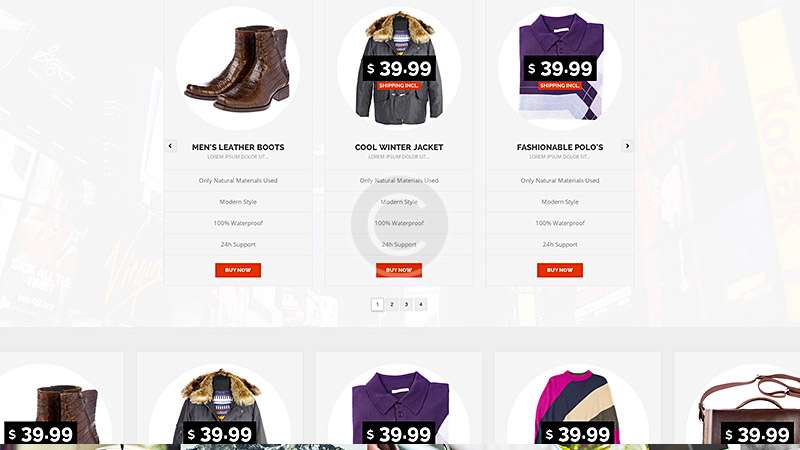 $ 39.99
SHIPPING INCL.
$ 39.99
SHIPPING INCL.
MEN'S LEATHER BOOTS
LOREM IPSUM DOLOR SIT...
Only Natural Materials Used
Modern Style
100% Waterproof
24h Support
BUY NOW
COOL WINTER JACKET
LOREM IPSUM DOLOR SIT...
Only Natural Materials Used
Modern Style
100% Waterproof
24h Support
BUY NOW
FASHIONABLE POLO'S
LOREM IPSUM DOLOR SIT...
Only Natural Materials Used
Modern Style
100% Waterproof
24h Support
BUY NOW
1 2 3 4
$ 39.99
$ 39.99
$ 39.99
$ 39.99
$ 39.99